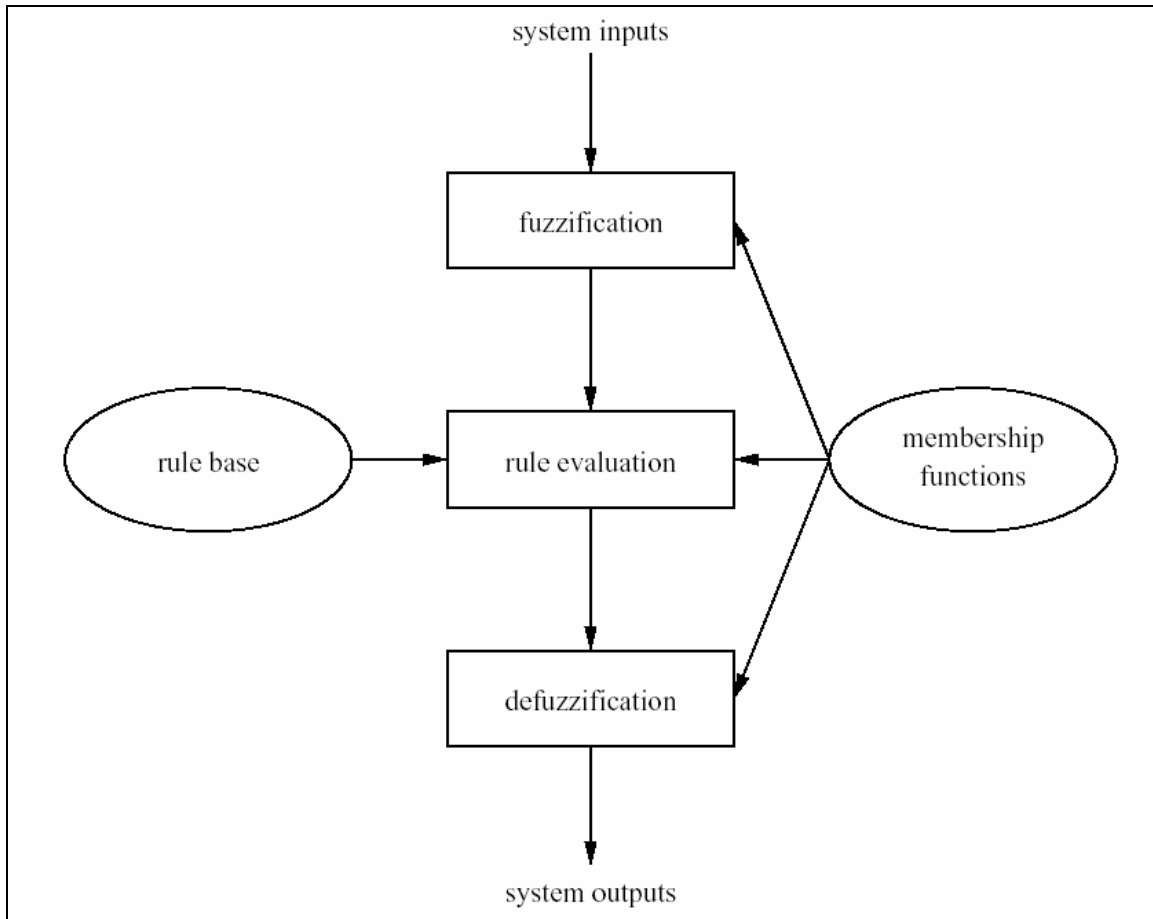 system inputs
fuzzification
rule base
rule evaluation
membership
functions
defuzzification
system outputs